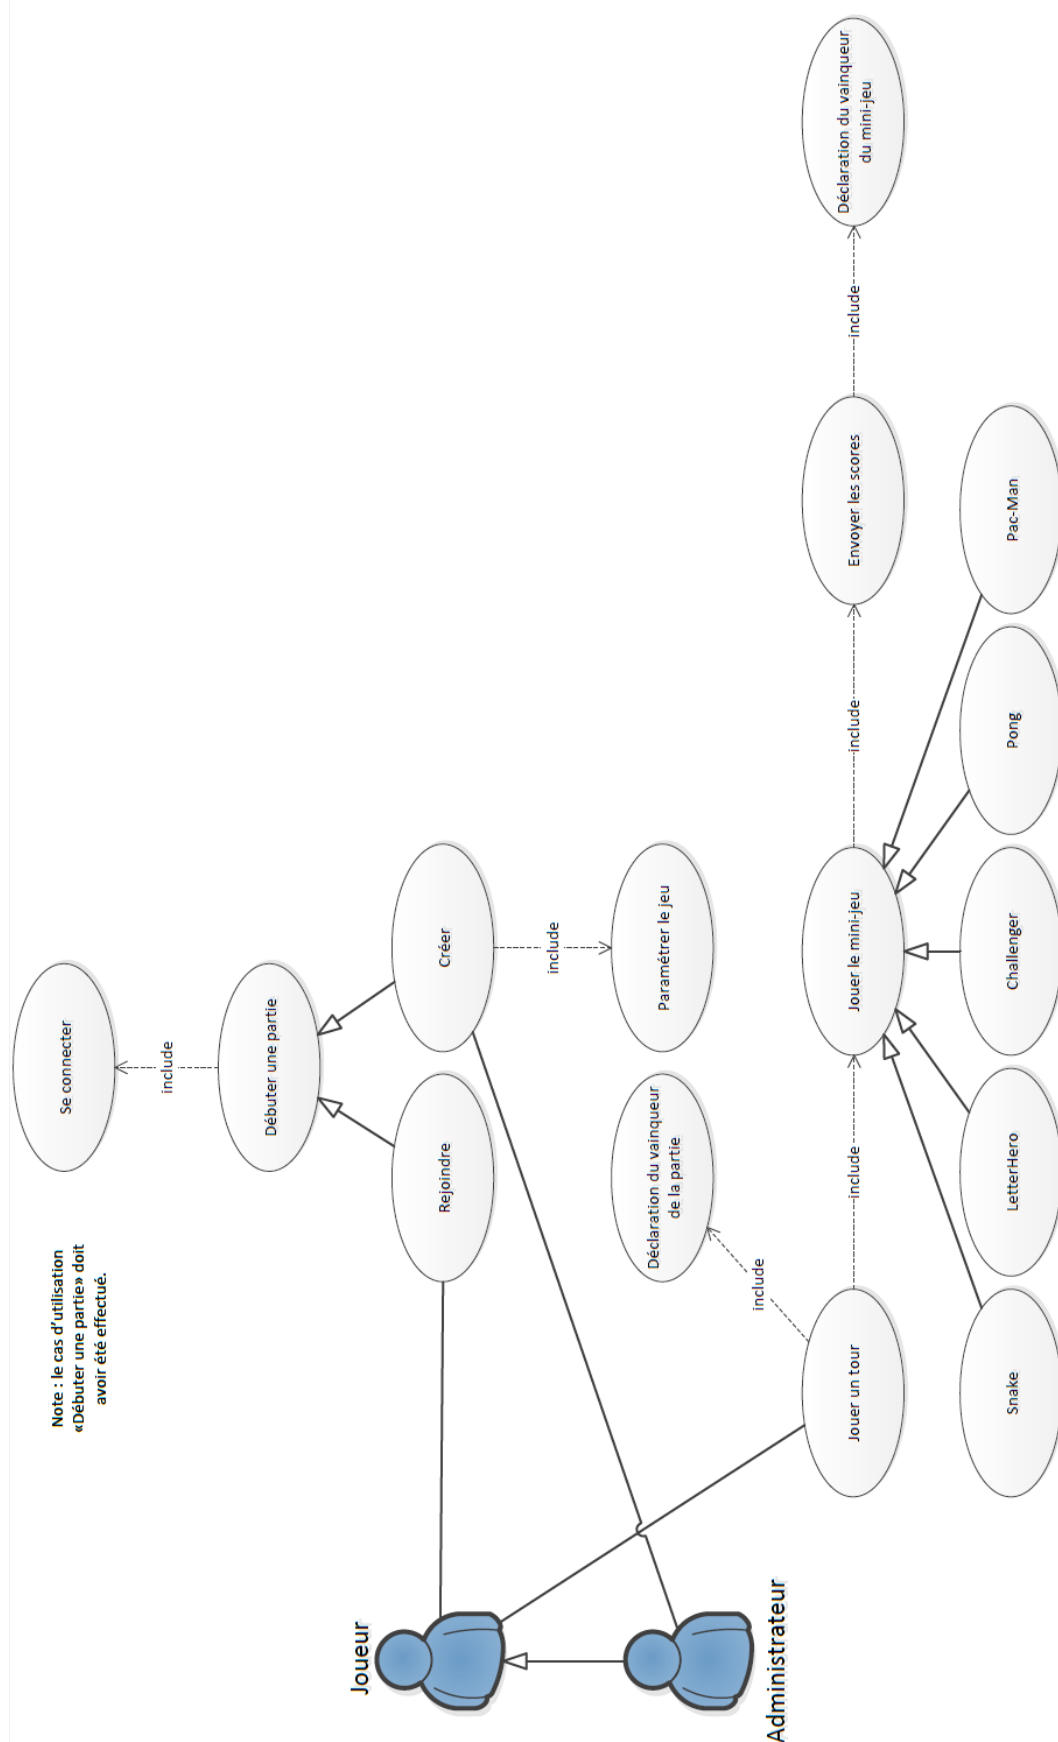 Joueur
Administrateur
Note : le cas d'utilisation
«Débuter une partie» doit
avoir été effectué.
Se connecter
include
Débuter une partie
Rejoindre
Créer
include
Paramétrer le jeu
Déclaration du vainqueur
de la partie
include
Jouer un tour
include
Jouer le mini-jeu
include
Envoyer les scores
include
Déclaration du vainqueur
du mini-jeu
Snake
LetterHero
Challenger
Pong
Pac-Man